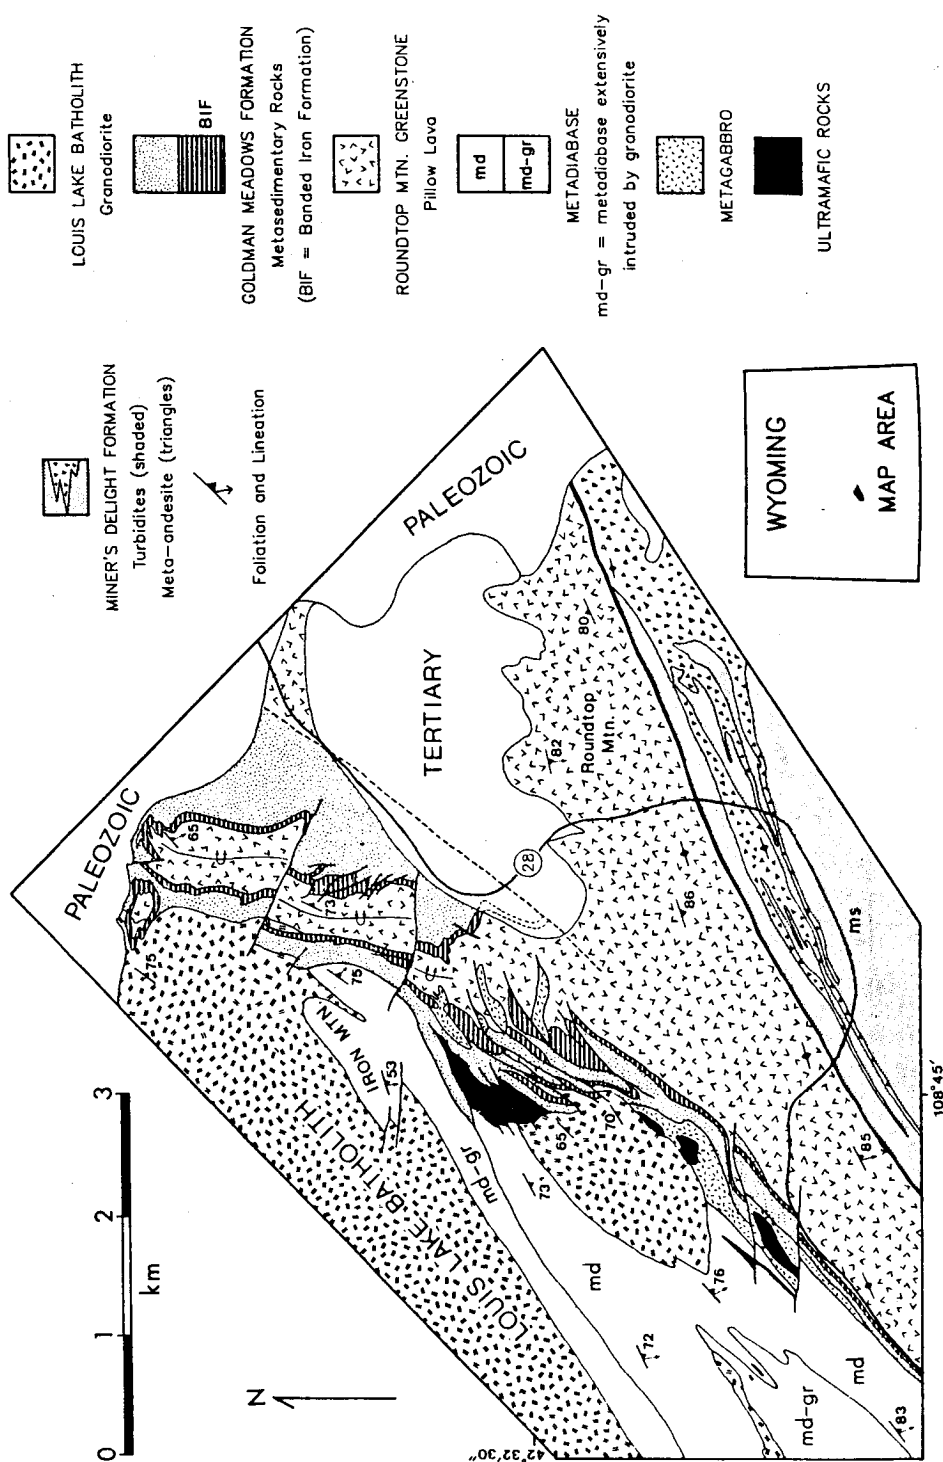 LOUIS LAKE BATHOLITH
Granodiorite
BIF
GOLDMAN MEADOWS FORMATION
Metasedimentary Rocks
(BIF = Banded Iron Formation)
ROUNDTOP MTN. GREENSTONE
Pillow Lava
md
md-gr
METADIABASE
md-gr = metadiabase extensively
intruded by granodiorite
METAGABBRO
ULTRAMAFIC ROCKS
MINER'S DELIGHT FORMATION
Turbidites (shaded)
Meta-andesite (triangles)
Foliation and Lineation
WYOMING
MAP AREA
PALEOZOIC
PALEOZOIC
TERTIARY
80
82
Roundtop
Mtn.
65
73
28
86
ms
75
75
IRON MTN.
53
LOUIS LAKE BATHOLITH
md-gr
65
70
73
md
76
72
85
md-gr
md
83
0 1 2 3
km
N
42°32'30"
108°45'